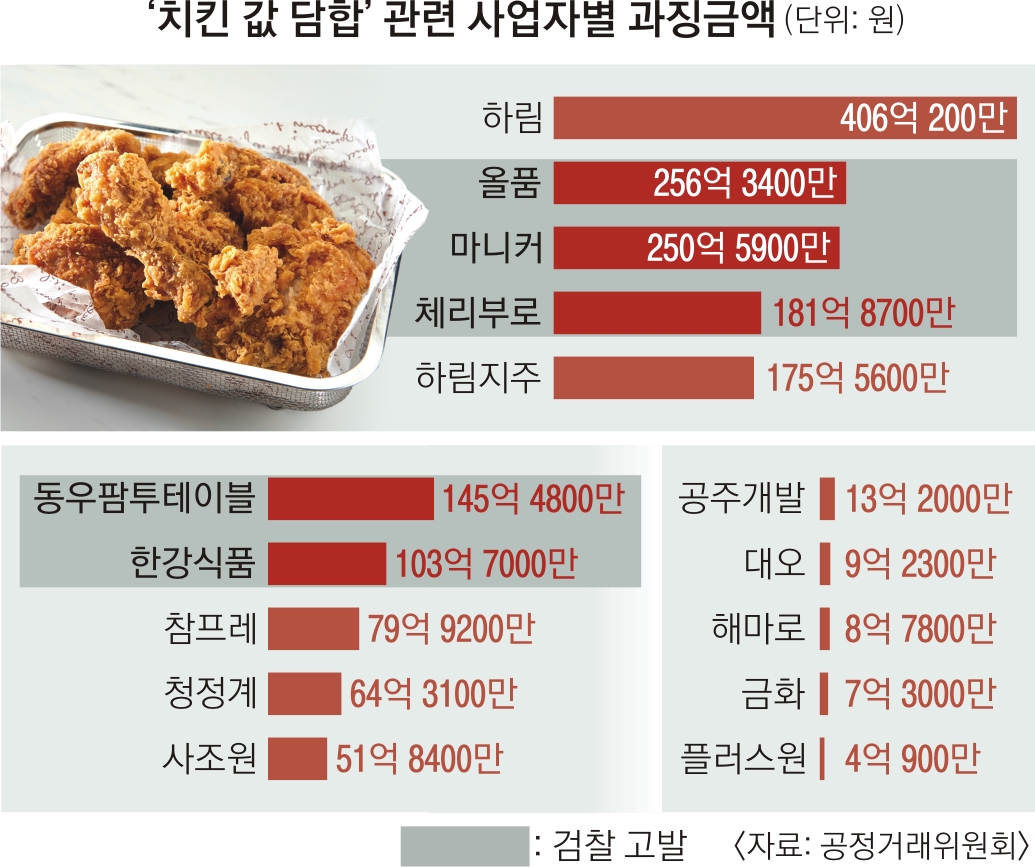 ‘치킨 값 담합’ 관련 사업자별 과징금액 (단위: 원)
하림 406억 200만
올품 256억 3400만
마니커 250억 5900만
체리부로 181억 8700만
하림지주 175억 5600만
동우팜투테이블 145억 4800만
한강식품 103억 7000만
참프레 79억 9200만
청정계 64억 3100만
사조원 51억 8400만
공주개발 13억 2000만
대오 9억 2300만
해마로 8억 7800만
금화 7억 3000만
플러스원 4억 900만
: 검찰 고발 〈자료: 공정거래위원회〉